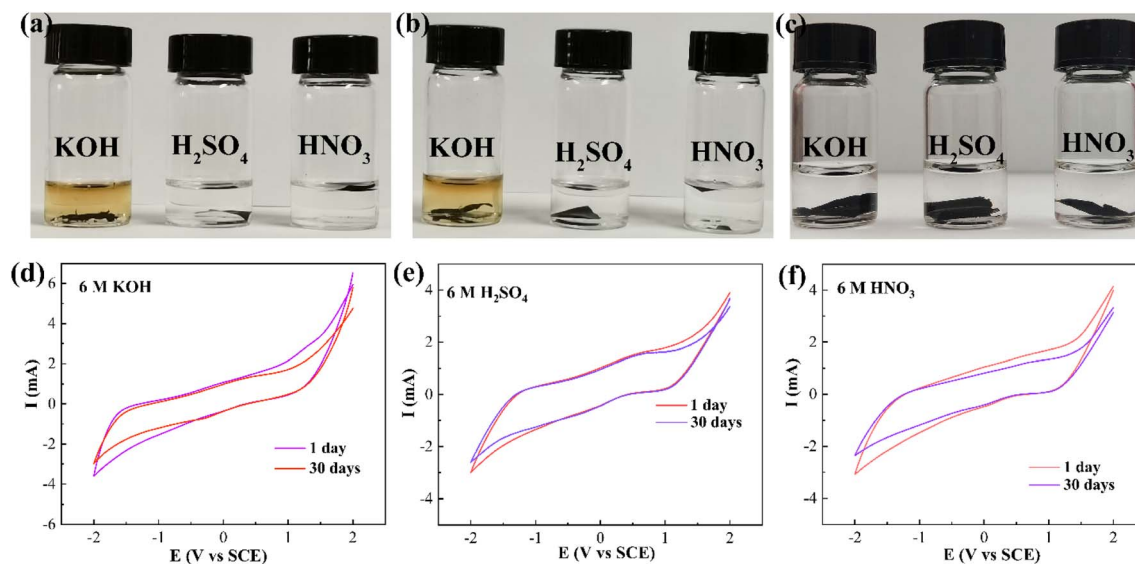 (a)
KOH
H₂SO₄
HNO₃
(b)
KOH
H₂SO₄
HNO₃
(c)
KOH
H₂SO₄
HNO₃
(d)
6 M KOH
I (mA)
6
4
2
0
-2
-4
-6
1 day
30 days
-2
-1
0
1
2
E (V vs SCE)
(e)
6 M H₂SO₄
I (mA)
4
2
0
-2
-4
1 day
30 days
-2
-1
0
1
2
E (V vs SCE)
(f)
6 M HNO₃
I (mA)
4
2
0
-2
-4
1 day
30 days
-2
-1
0
1
2
E (V vs SCE)